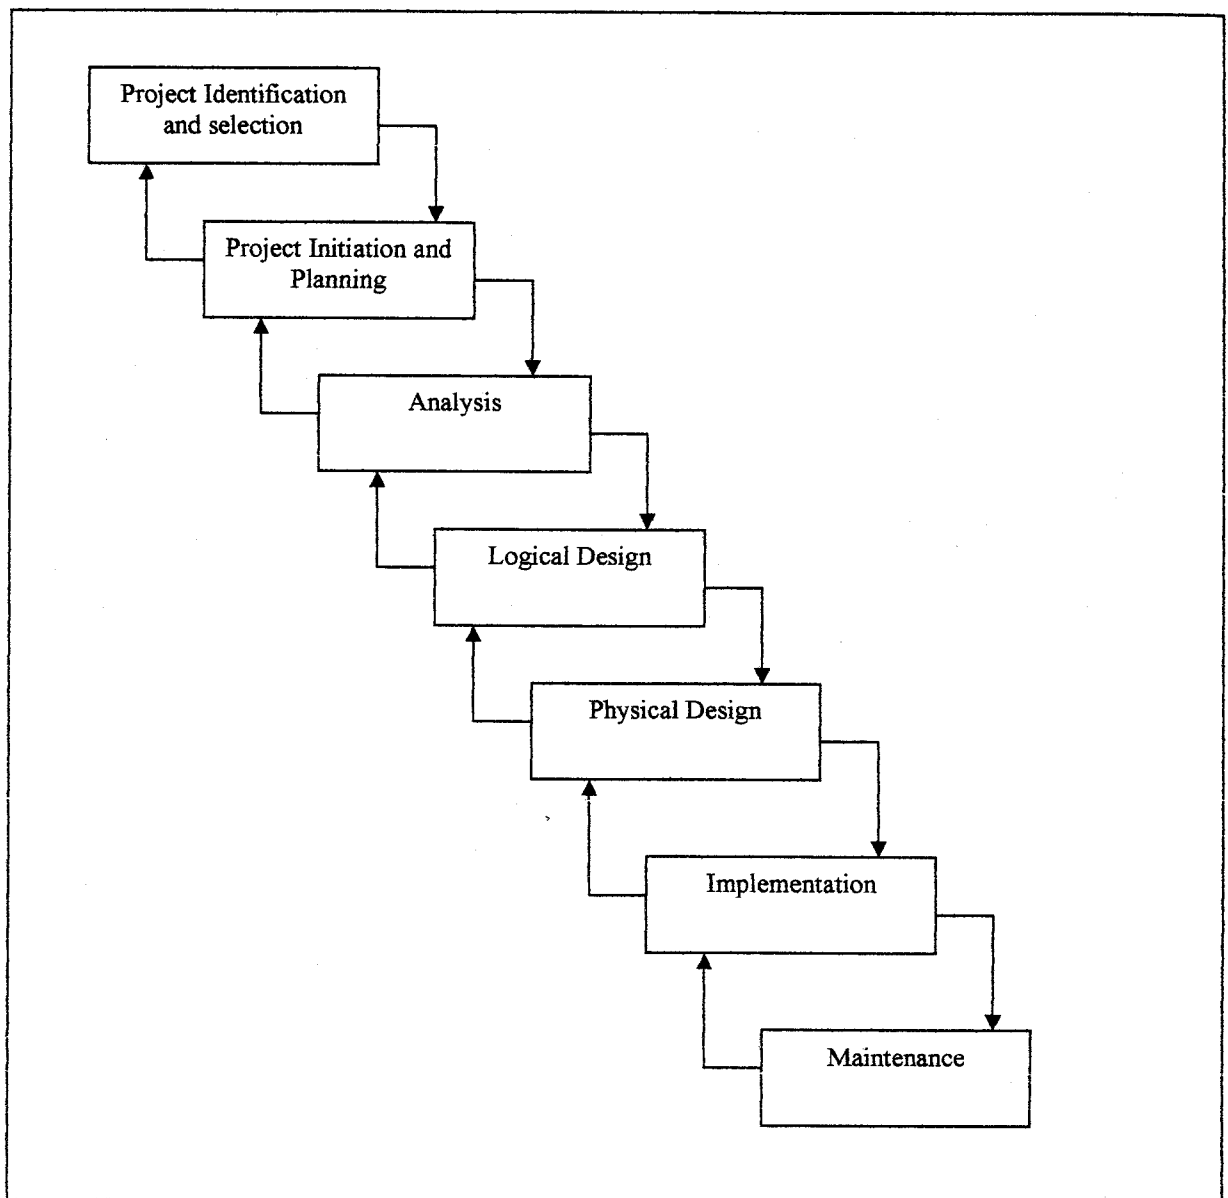 Project Identification
and selection
Project Initiation and
Planning
Analysis
Logical Design
Physical Design
Implementation
Maintenance